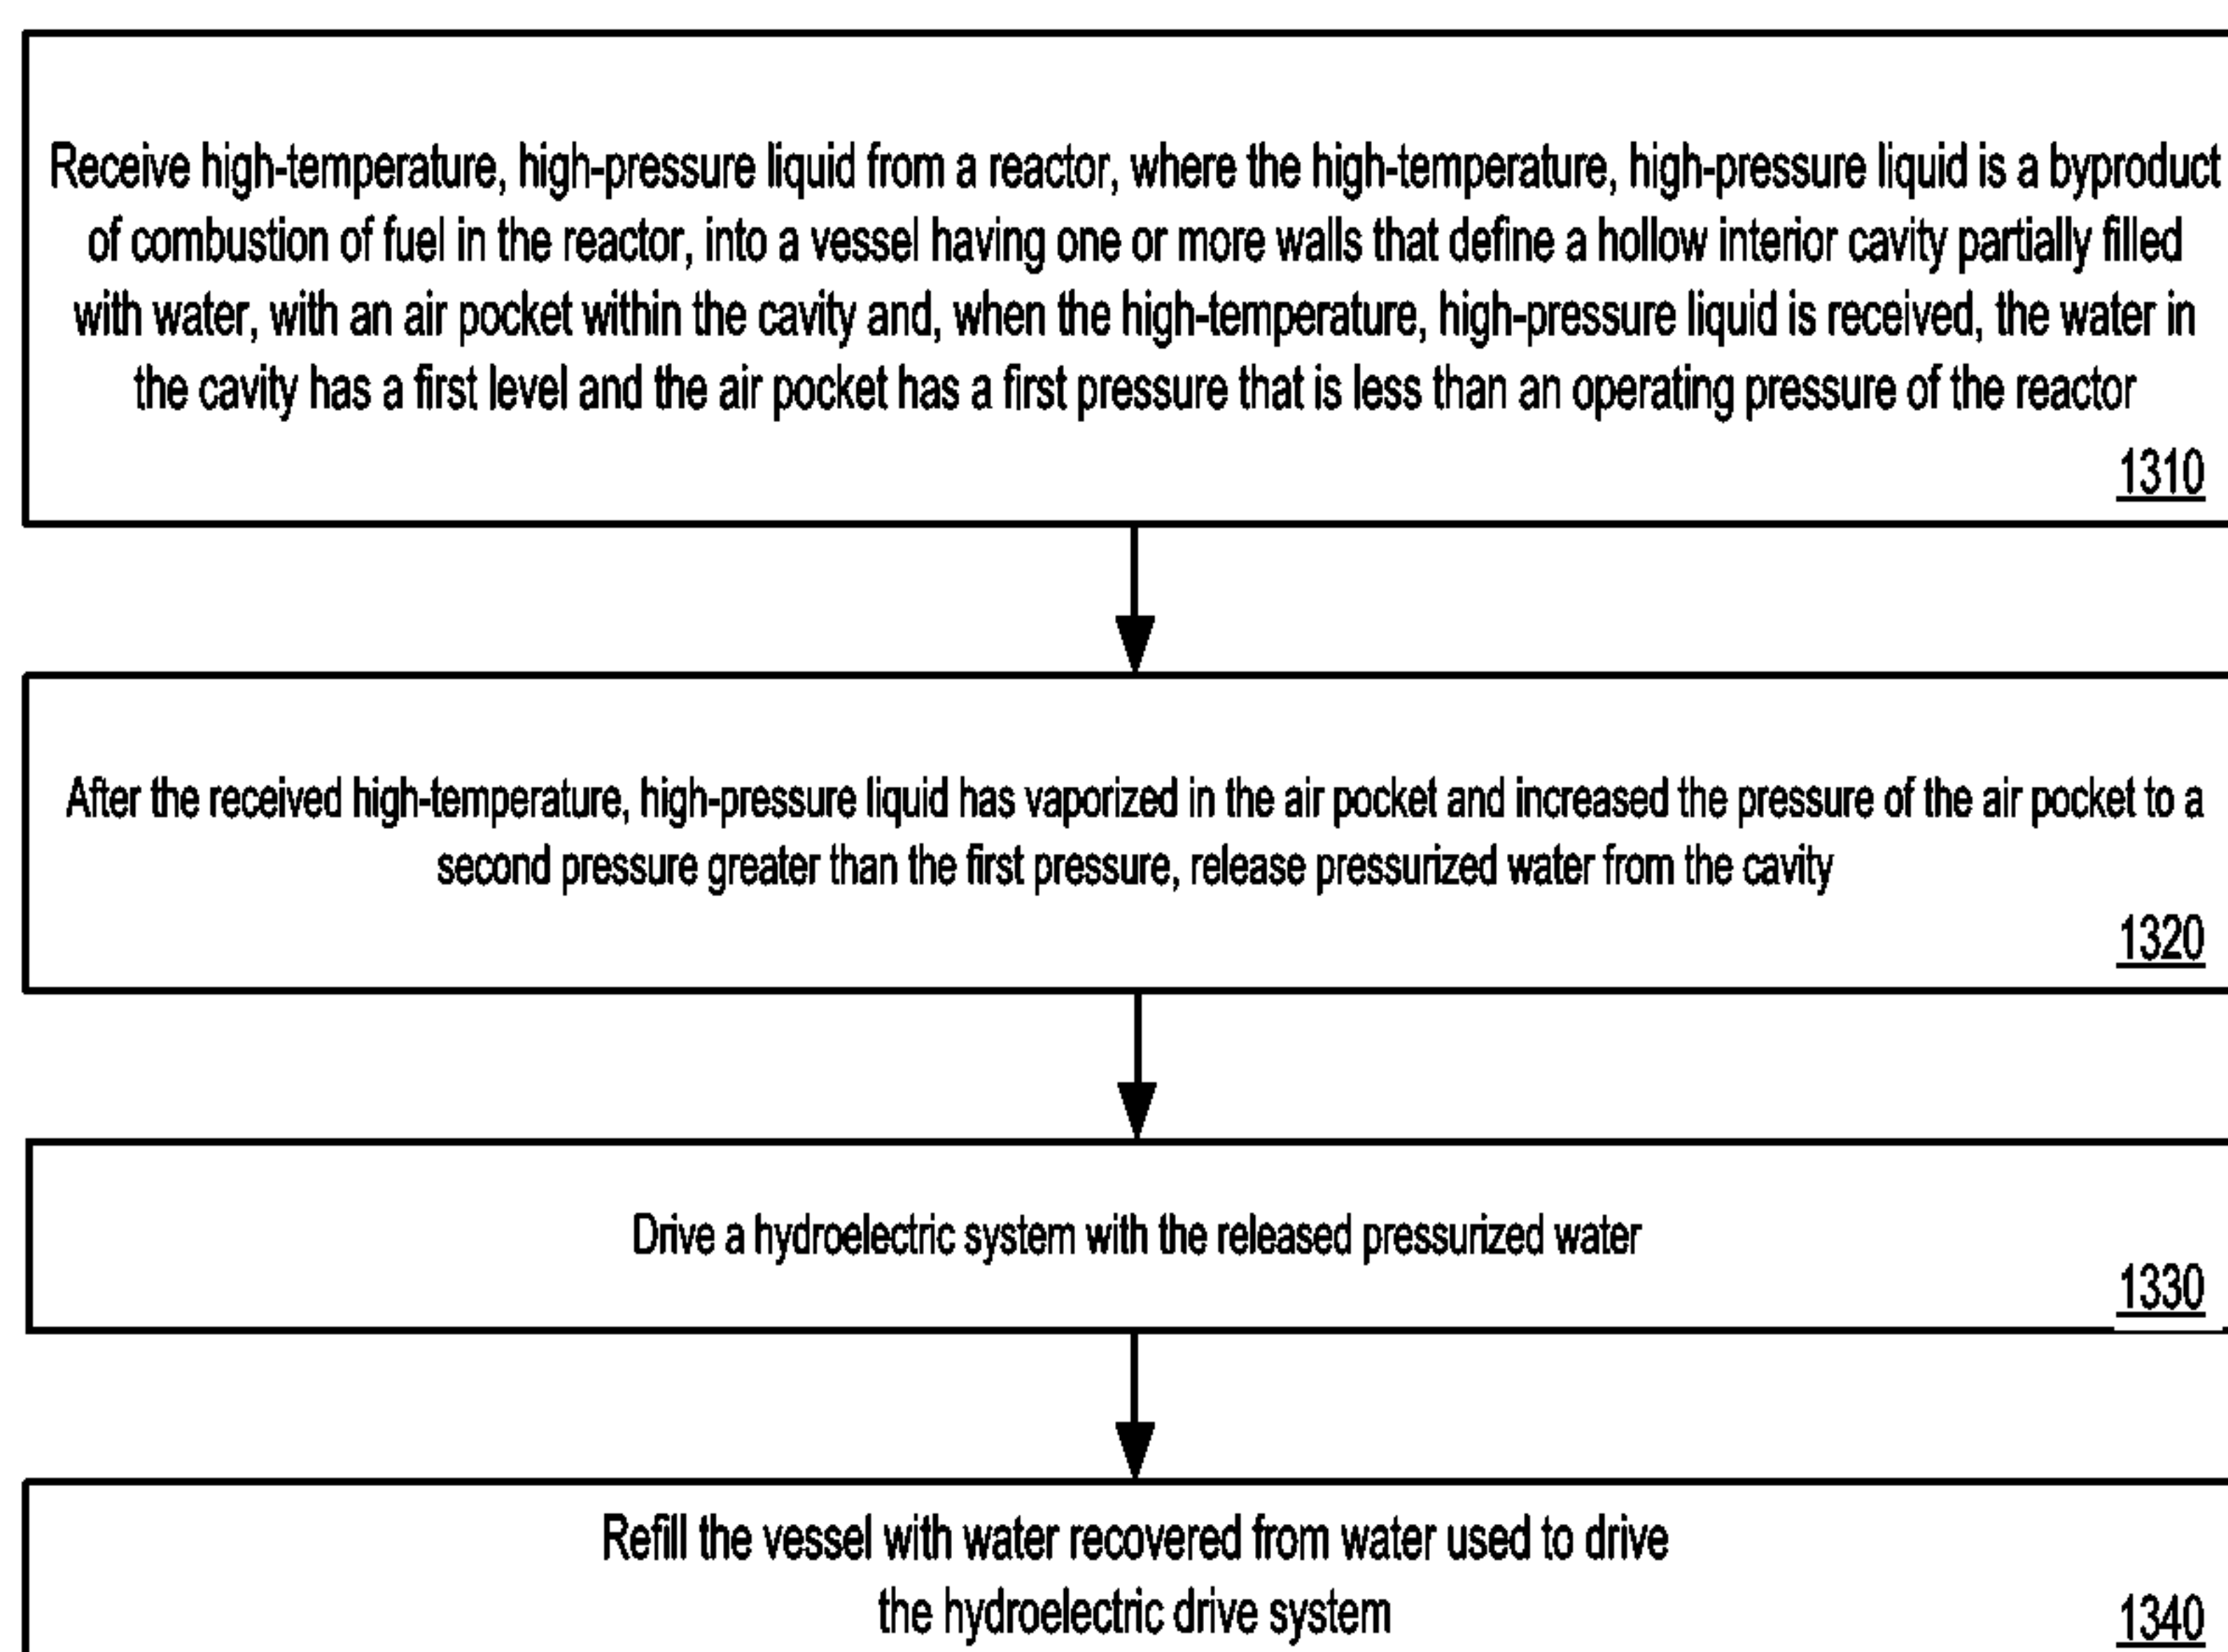 Receive high-temperature, high-pressure liquid from a reactor, where the high-temperature, high-pressure liquid is a byproduct
of combustion of fuel in the reactor, into a vessel having one or more walls that define a hollow interior cavity partially filled
with water, with an air pocket within the cavity and, when the high-temperature, high-pressure liquid is received, the water in
the cavity has a first level and the air pocket has a first pressure that is less than an operating pressure of the reactor
1310
After the received high-temperature, high-pressure liquid has vaporized in the air pocket and increased the pressure of the air pocket to a
second pressure greater than the first pressure, release pressurized water from the cavity
1320
Drive a hydroelectric system with the released pressurized water
1330
Refill the vessel with water recovered from water used to drive
the hydroelectric drive system
1340